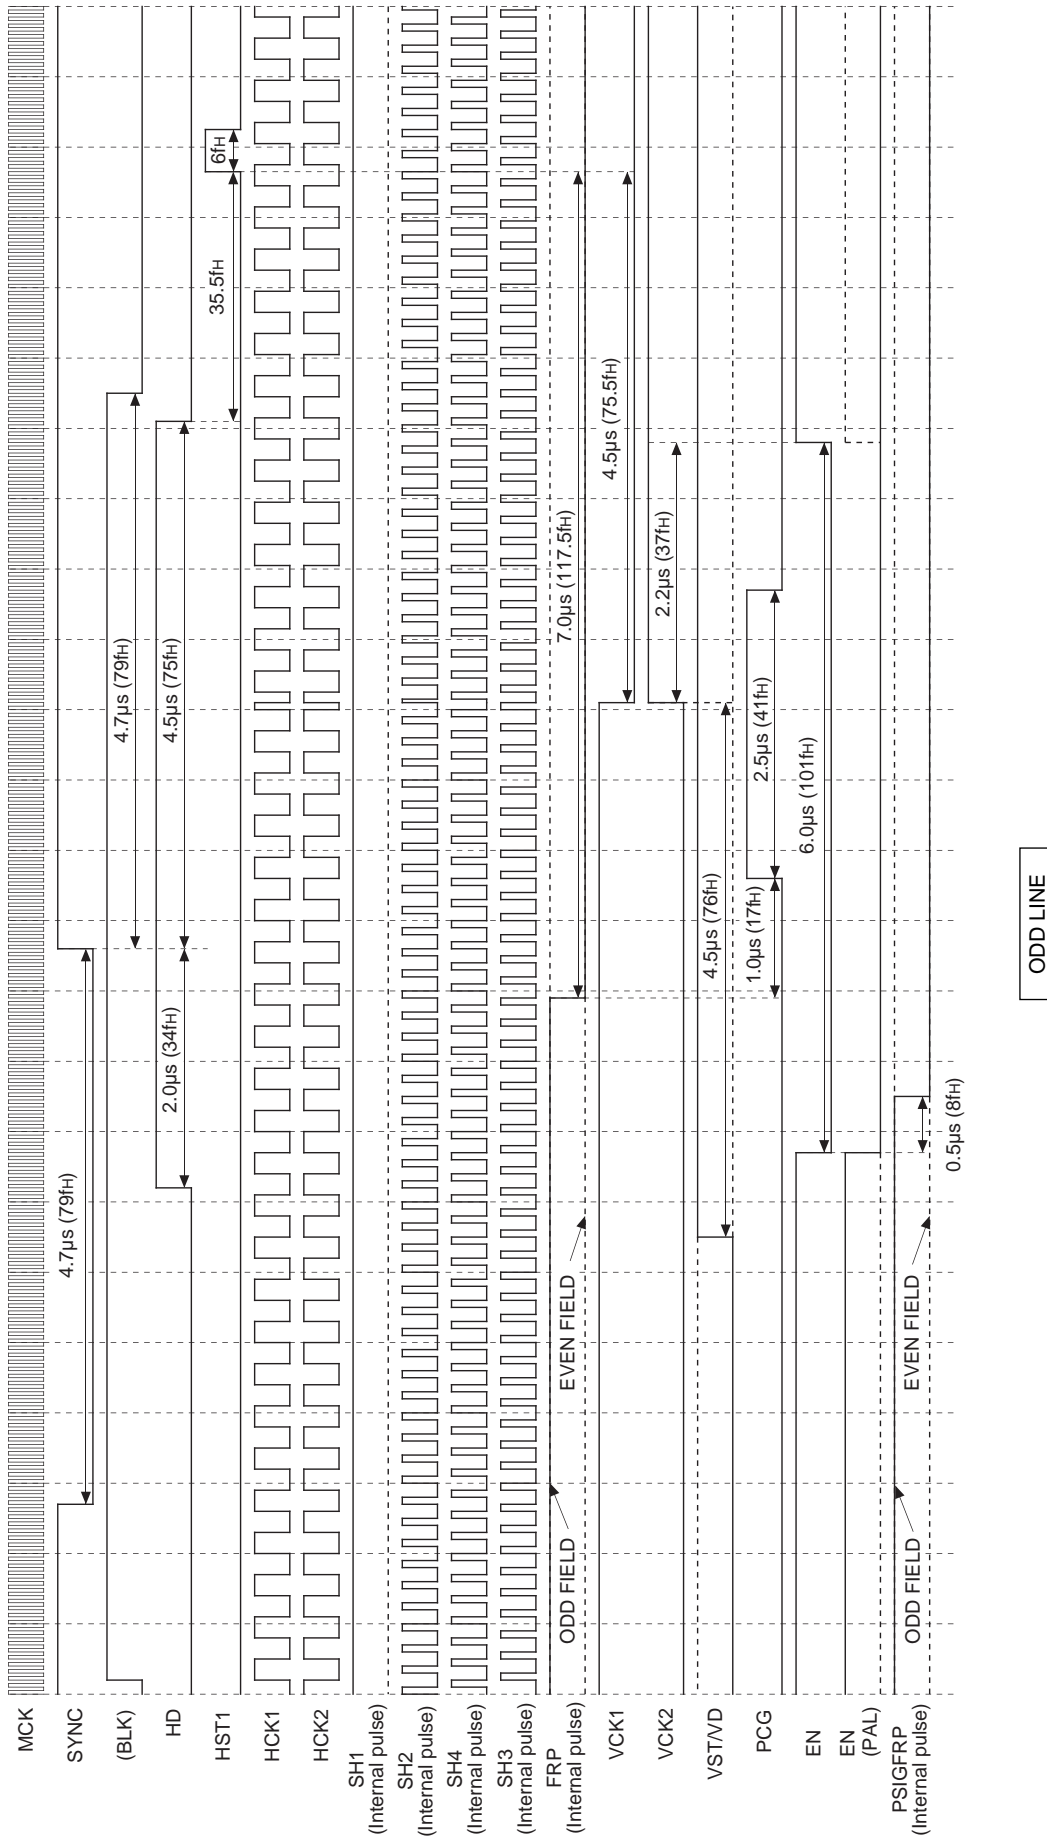 MCK
SYNC
(BLK)
HD
HST1
HCK1
HCK2
SH1
(Internal pulse)
SH2
(Internal pulse)
SH4
(Internal pulse)
SH3
(Internal pulse)
FRP
(Internal pulse)
VCK1
VCK2
VST/VD
PCG
EN
EN
(PAL)
PSIGFRP
(Internal pulse)
4.7µs (79fH)
4.7µs (79fH)
2.0µs (34fH)
4.5µs (75fH)
35.5fH
6fH
ODD FIELD
EVEN FIELD
7.0µs (117.5fH)
4.5µs (75.5fH)
2.2µs (37fH)
4.5µs (76fH)
1.0µs (17fH)
2.5µs (41fH)
6.0µs (101fH)
ODD FIELD
EVEN FIELD
0.5µs (8fH)
ODD LINE